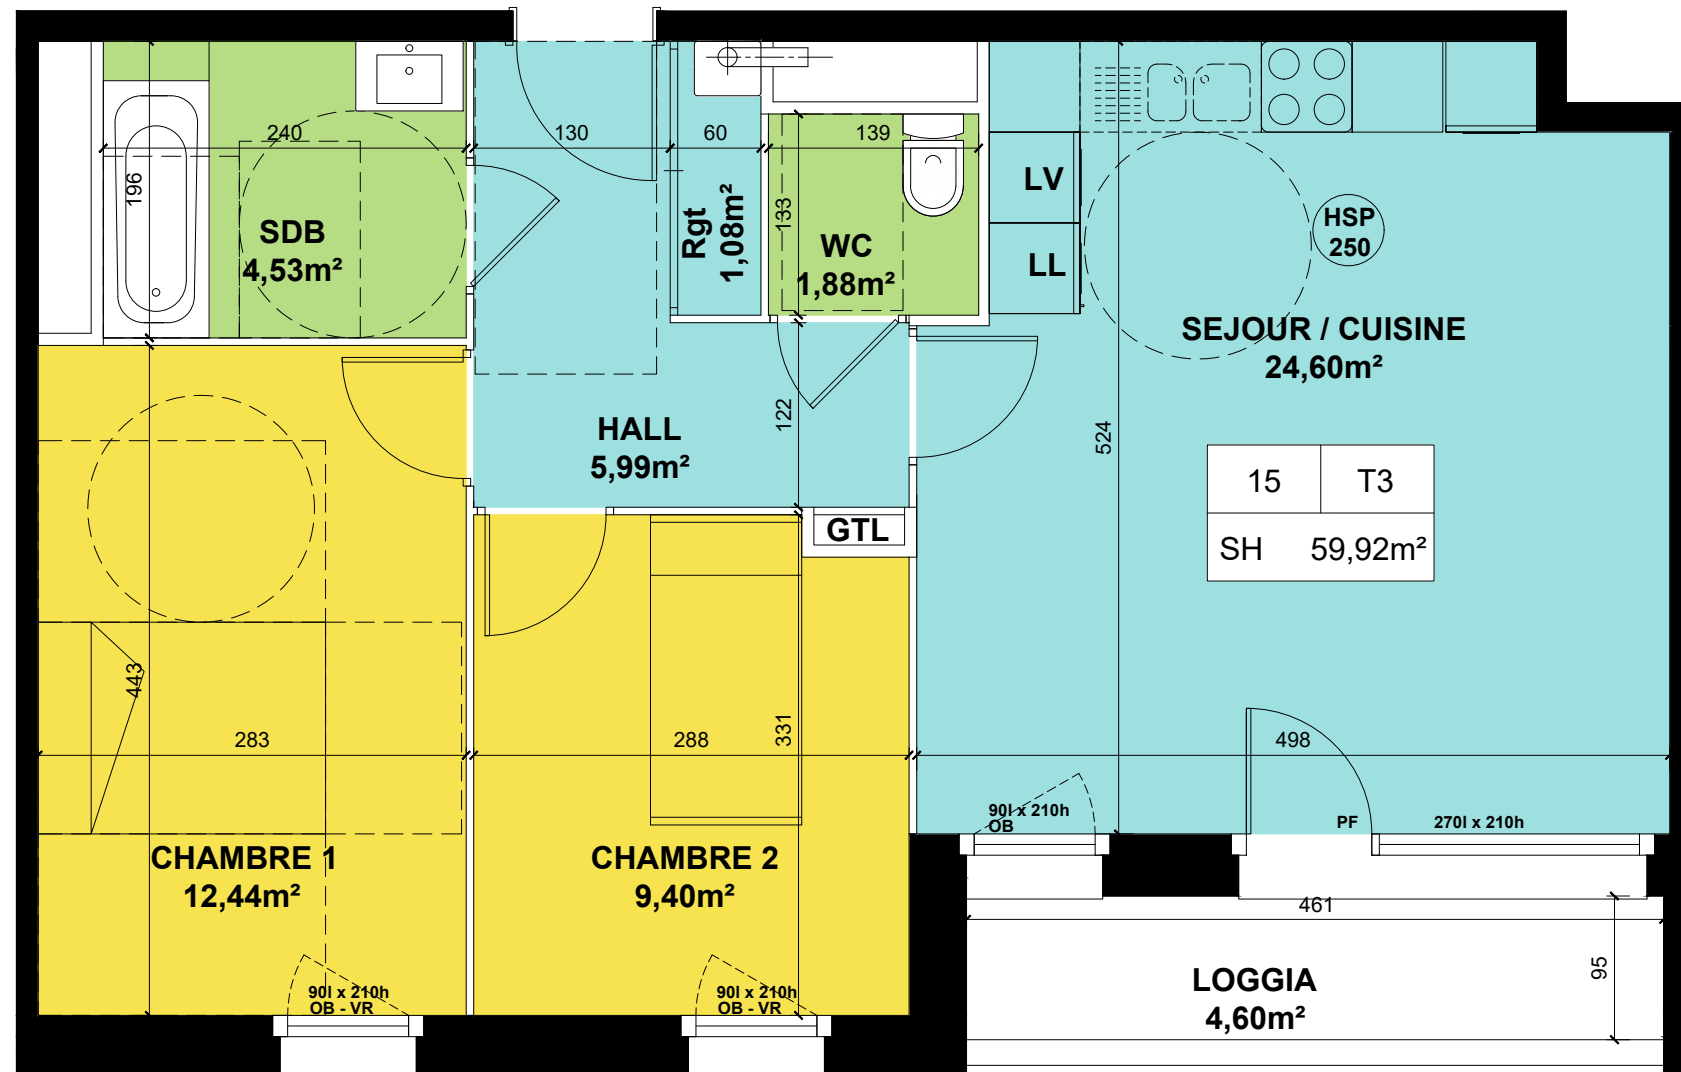 240
130
60
139
196
SDB
4,53m²
Rgt
1,08m²
133
WC
1,88m²
LV
LL
HSP
250
SEJOUR / CUISINE
24,60m²
HALL
5,99m²
122
524
15
T3
SH
59,92m²
GTL
443
283
288
331
498
90l x 210h
OB
PF
270l x 210h
CHAMBRE 1
12,44m²
CHAMBRE 2
9,40m²
461
95
LOGGIA
4,60m²
90l x 210h
OB - VR
90l x 210h
OB - VR